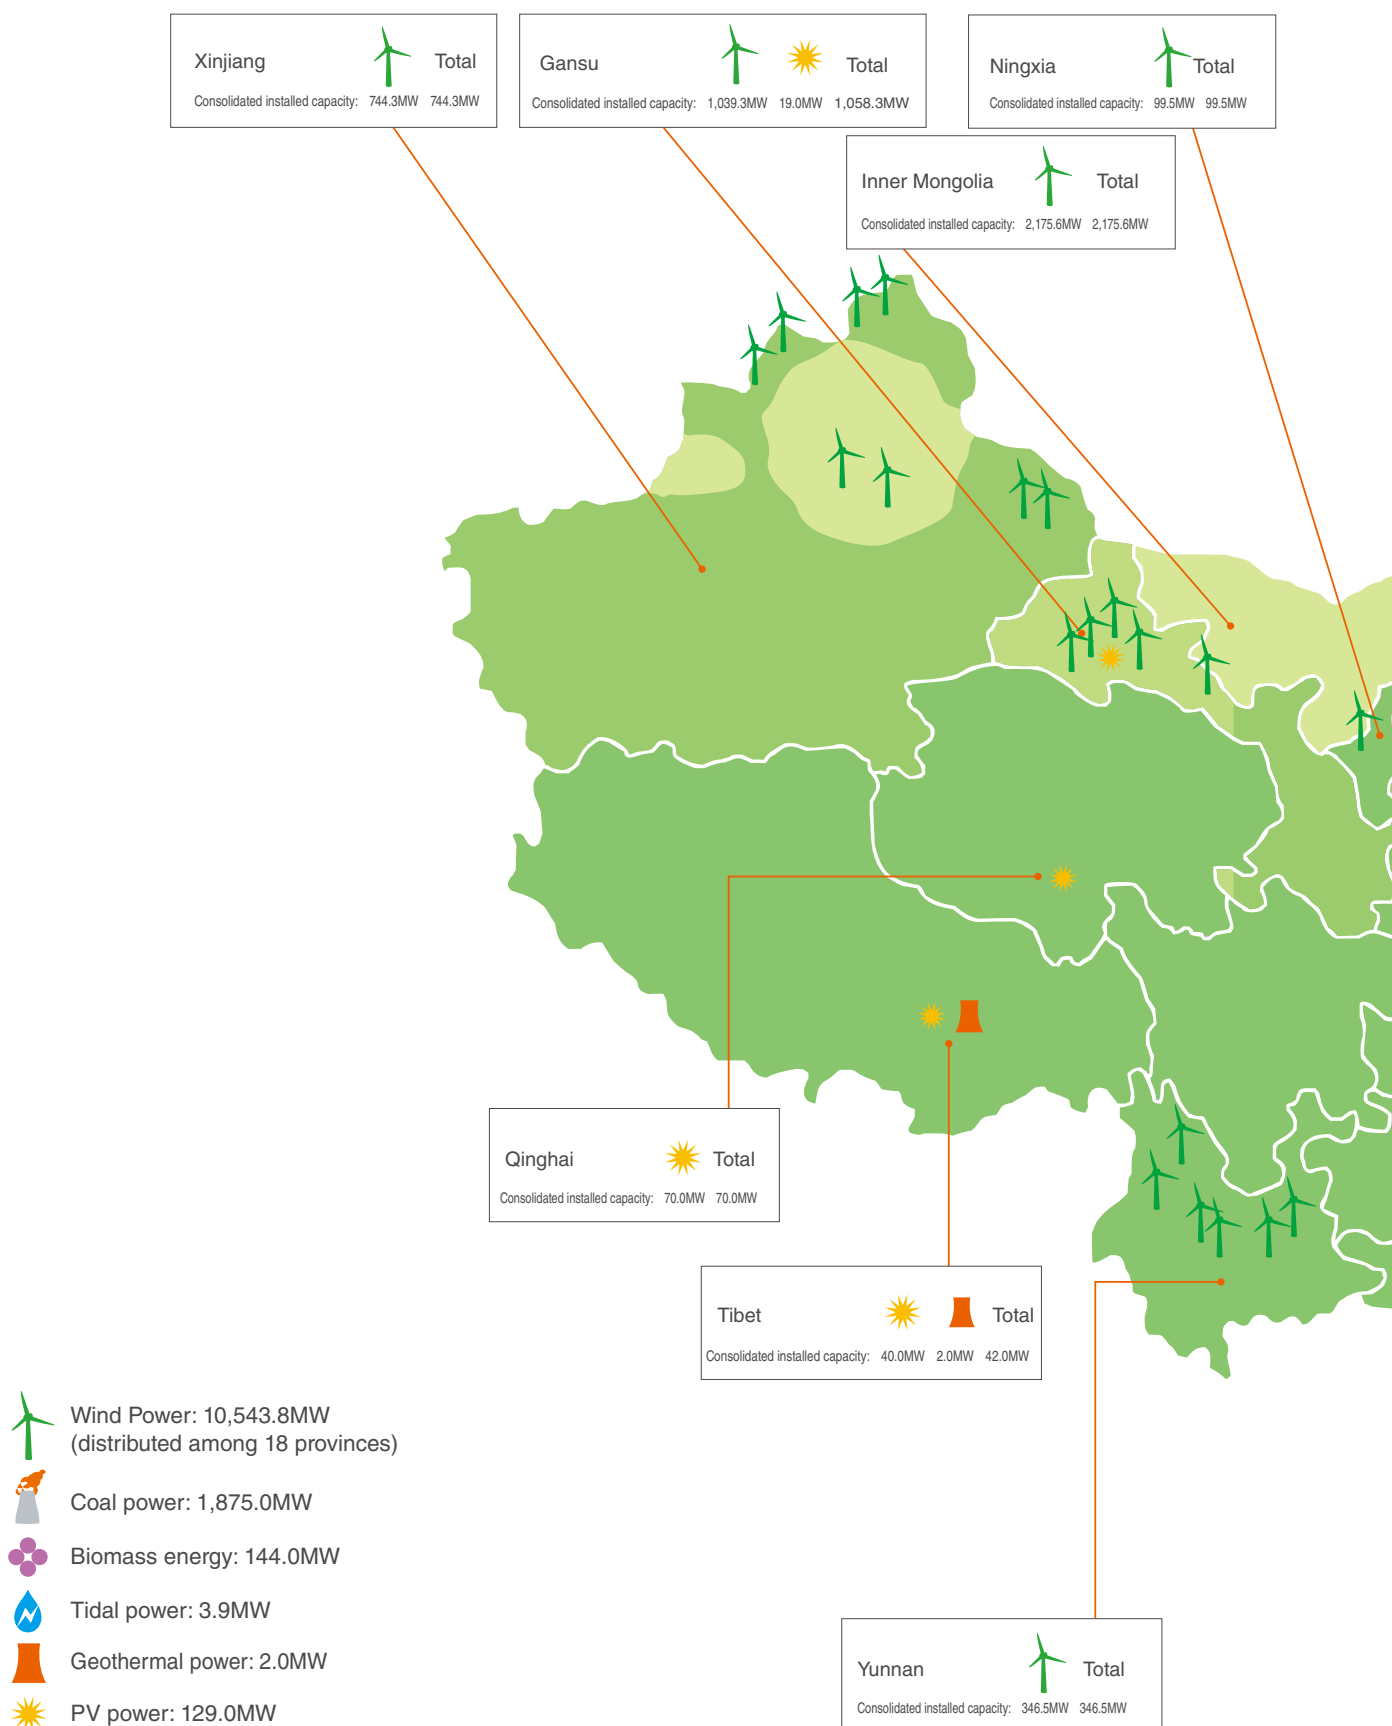 Xinjiang Total
Consolidated installed capacity: 744.3MW 744.3MW
Gansu Total
Consolidated installed capacity: 1,039.3MW 19.0MW 1,058.3MW
Ningxia Total
Consolidated installed capacity: 99.5MW 99.5MW
Inner Mongolia Total
Consolidated installed capacity: 2,175.6MW 2,175.6MW
Qinghai Total
Consolidated installed capacity: 70.0MW 70.0MW
Tibet Total
Consolidated installed capacity: 40.0MW 2.0MW 42.0MW
Wind Power: 10,543.8MW
(distributed among 18 provinces)
Coal power: 1,875.0MW
Biomass energy: 144.0MW
Tidal power: 3.9MW
Geothermal power: 2.0MW
PV power: 129.0MW
Yunnan Total
Consolidated installed capacity: 346.5MW 346.5MW